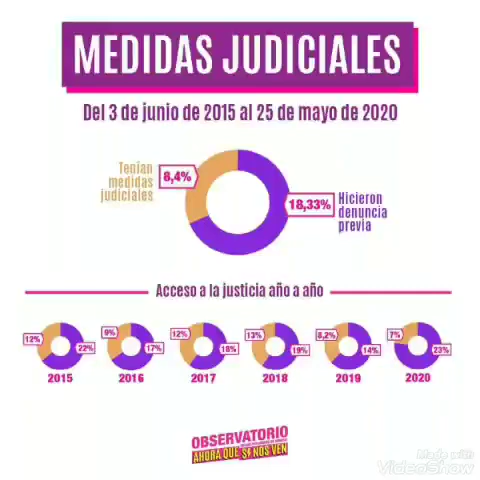 MEDIDAS JUDICIALES
Del 3 de junio de 2015 al 25 de mayo de 2020
Tenían
medidas
judiciales
8,4%
18,33%
Hicieron
denuncia
previa
Acceso a la justicia año a año
12%
22%
2015
9%
17%
2016
12%
18%
2017
13%
19%
2018
8,2%
14%
2019
7%
23%
2020
OBSERVATORIO
AHORA QUE SÍ NOS VEN
Made with
VideoShow